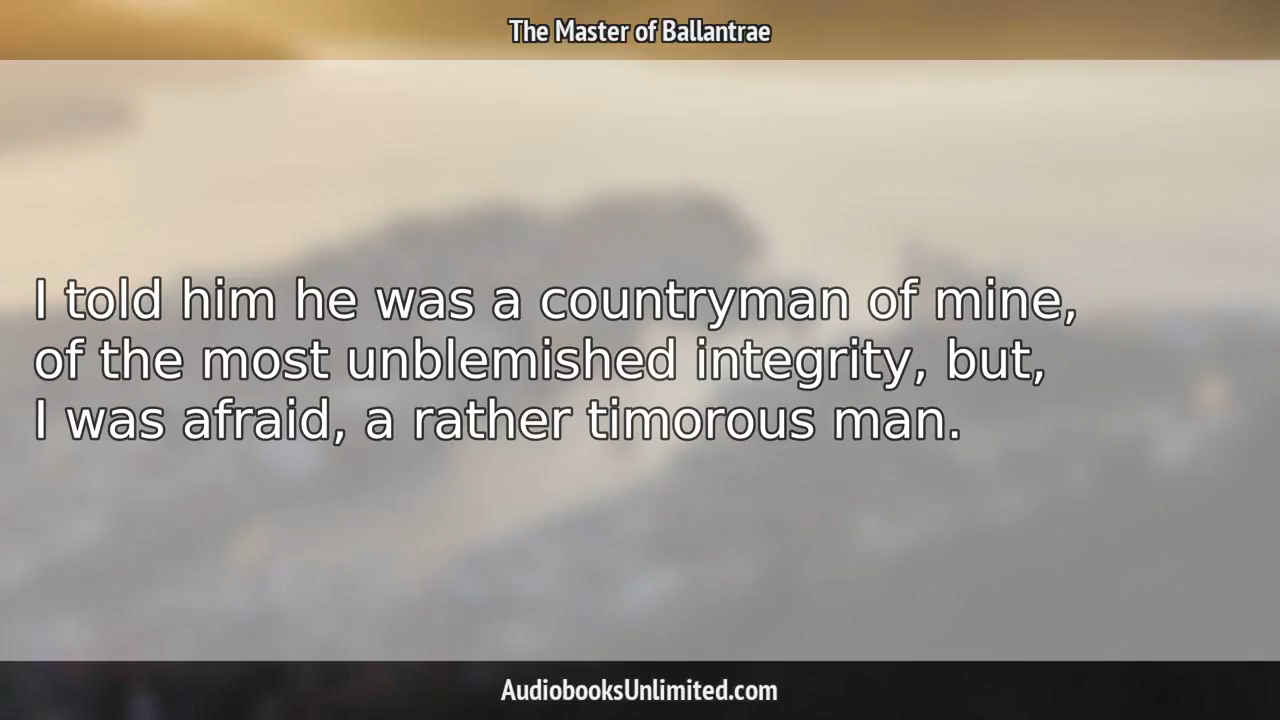 The Master of Ballantrae
I told him he was a countryman of mine,
of the most unblemished integrity, but,
I was afraid, a rather timorous man.
AudiobooksUnlimited.com